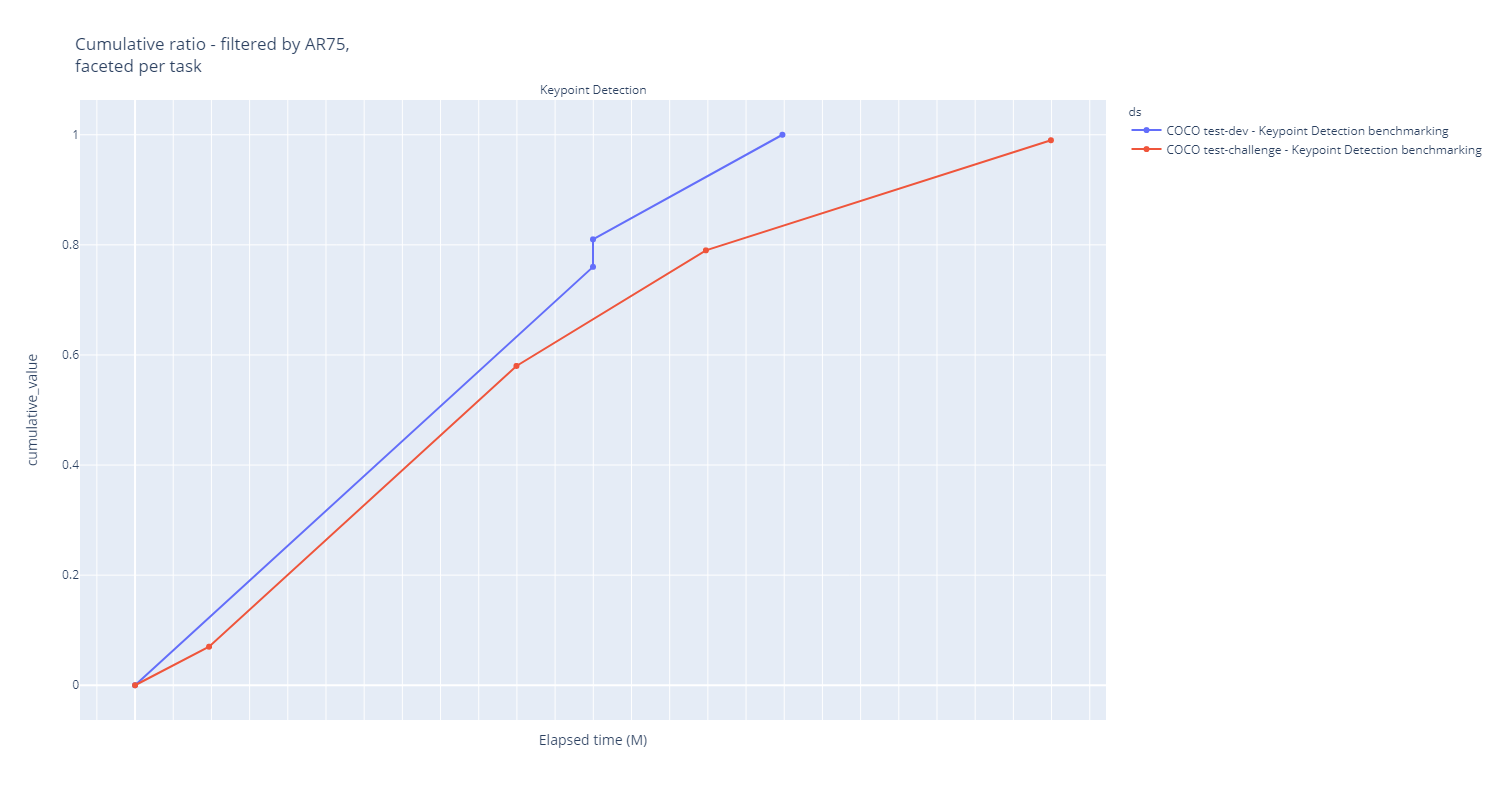 Cumulative ratio - filtered by AR75,
faceted per task
Keypoint Detection
ds
COCO test-dev - Keypoint Detection benchmarking
COCO test-challenge - Keypoint Detection benchmarking
1
0.8
0.6
0.4
0.2
0
cumulative_value
Elapsed time (M)